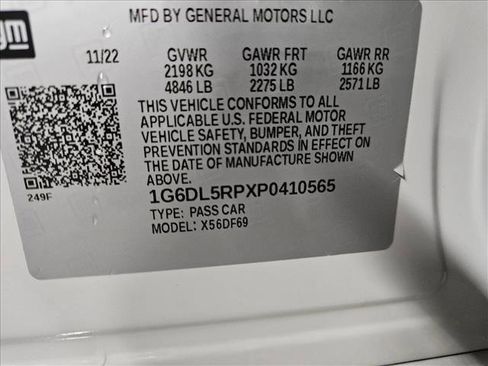 gm
MFD BY GENERAL MOTORS LLC
11/22 GVWR GAWR FRT GAWR RR
2198 KG 1032 KG 1166 KG
4846 LB 2275 LB 2571 LB
THIS VEHICLE CONFORMS TO ALL
APPLICABLE U.S. FEDERAL MOTOR
VEHICLE SAFETY, BUMPER, AND THEFT
PREVENTION STANDARDS IN EFFECT ON
THE DATE OF MANUFACTURE SHOWN
ABOVE.
249F
1G6DL5RPXP0410565
TYPE: PASS CAR
MODEL: X56DF69